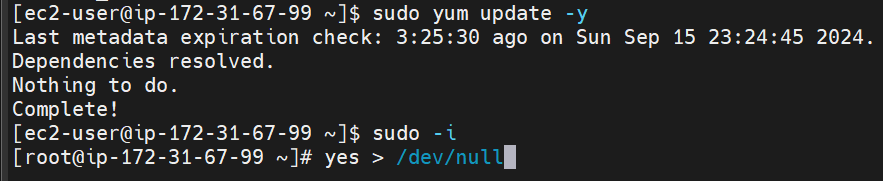 [ec2-user@ip-172-31-67-99 ~]$ sudo yum update -y
Last metadata expiration check: 3:25:30 ago on Sun Sep 15 23:24:45 2024.
Dependencies resolved.
Nothing to do.
Complete!
[ec2-user@ip-172-31-67-99 ~]$ sudo -i
[root@ip-172-31-67-99 ~]# yes > /dev/null